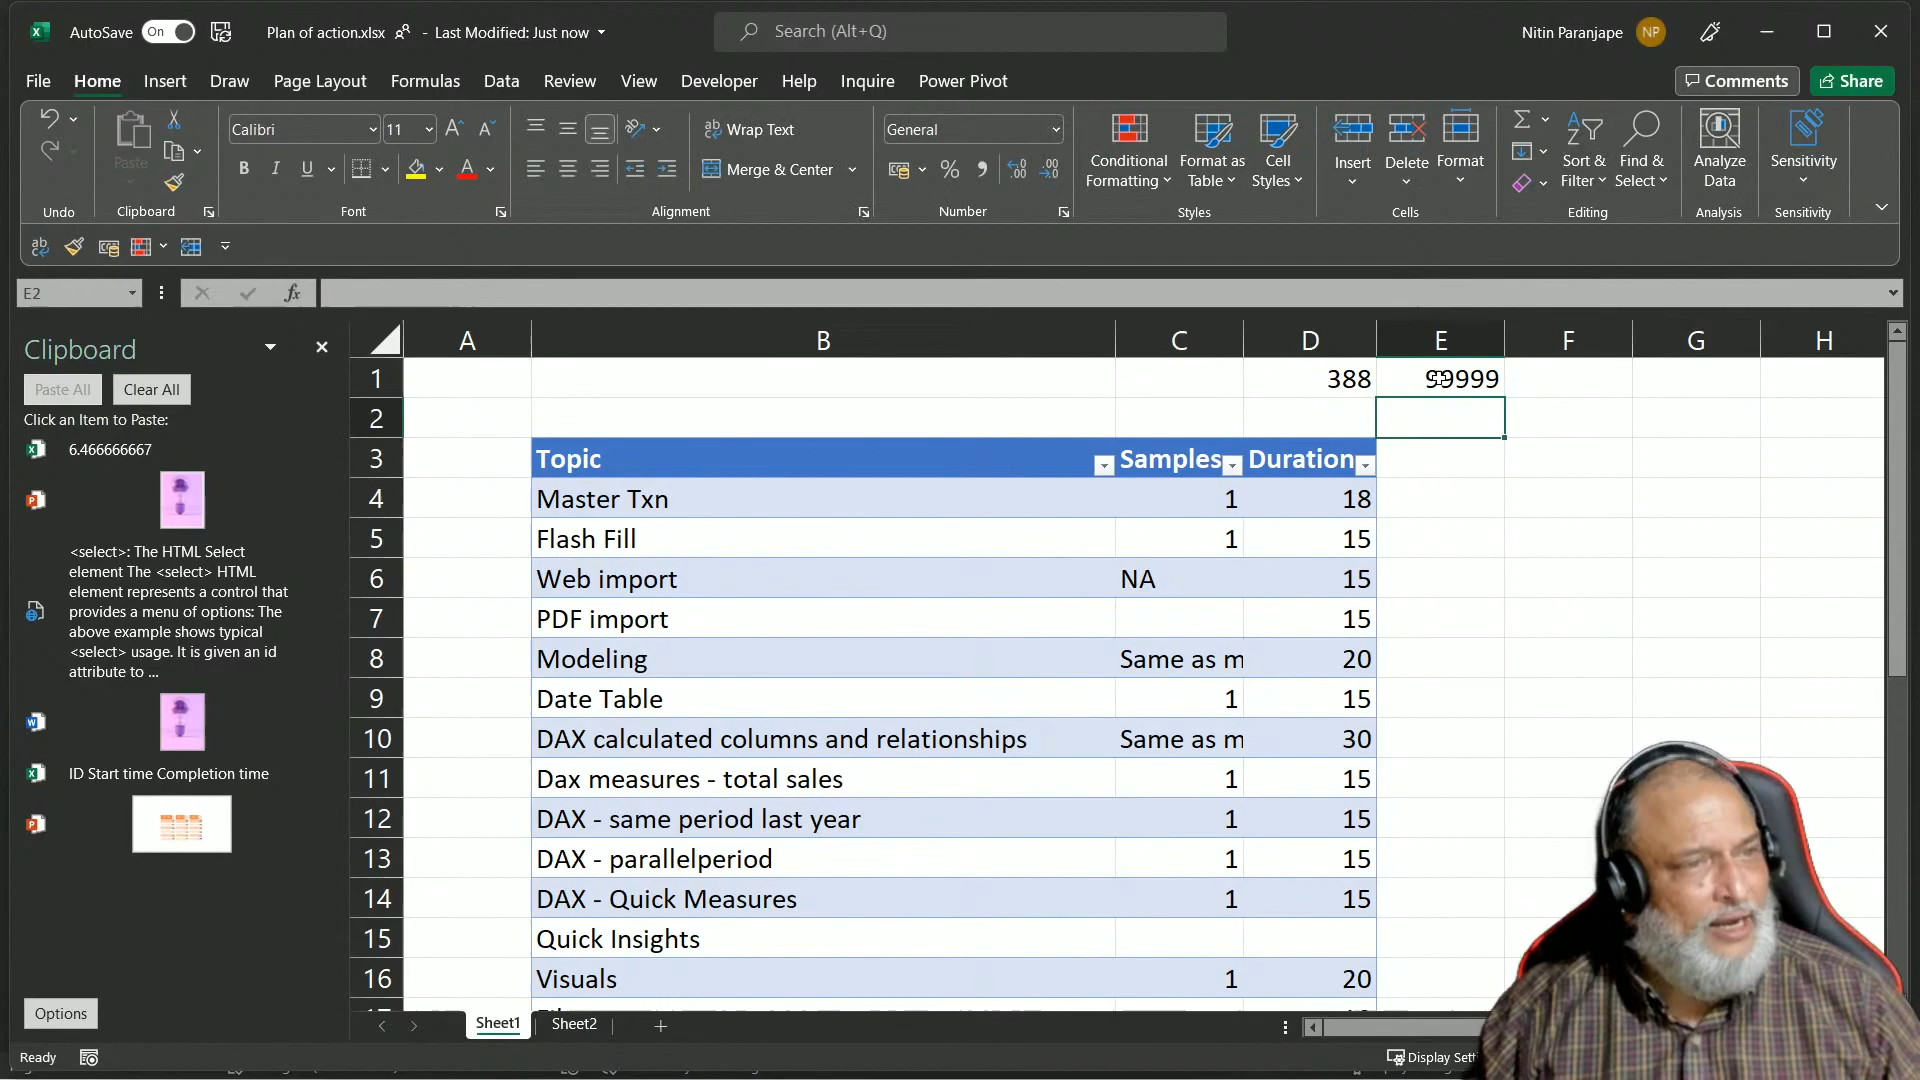 AutoSave On Plan of action.xlsx - Last Modified: Just now Search (Alt+Q) Nitin Paranjape NP
File Home Insert Draw Page Layout Formulas Data Review View Developer Help Inquire Power Pivot Comments Share
Paste
Calibri 11
B I U
ab Wrap Text
Merge & Center
General
Conditional Formatting
Format as Table
Cell Styles
Insert Delete Format
Sort & Filter
Find & Select
Analyze Data
Sensitivity
Undo Clipboard Font Alignment Number Styles Cells Editing Analysis Sensitivity
E2 fx
Clipboard
Paste All Clear All
Click an Item to Paste:
6.466666667
<select>: The HTML Select
element The <select> HTML
element represents a control that
provides a menu of options: The
above example shows typical
<select> usage. It is given an id
attribute to ...
ID Start time Completion time
Options
A B C D E F G H
1 388 99999
2
3 Topic Samples Duration
4 Master Txn 1 18
5 Flash Fill 1 15
6 Web import NA 15
7 PDF import 15
8 Modeling Same as m 20
9 Date Table 1 15
10 DAX calculated columns and relationships Same as m 30
11 Dax measures - total sales 1 15
12 DAX - same period last year 1 15
13 DAX - parallelperiod 1 15
14 DAX - Quick Measures 1 15
15 Quick Insights
16 Visuals 1 20
Sheet1 Sheet2
Ready Display Setti